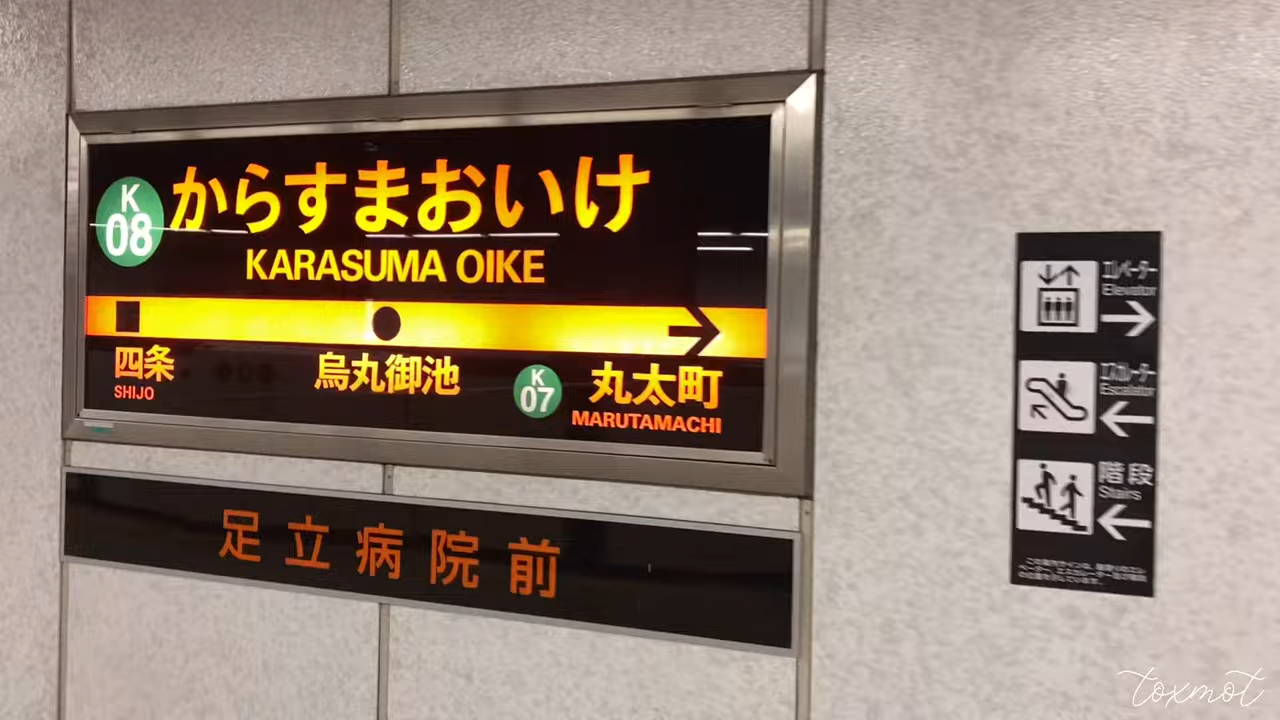 K
08
からすまおいけ
KARASUMA OIKE
四条
SHIJO
烏丸御池
K
07
丸太町
MARUTAMACHI
足立病院前
エレベーター
Elevator
エスカレーター
Escalator
階段
Stairs
toxmot